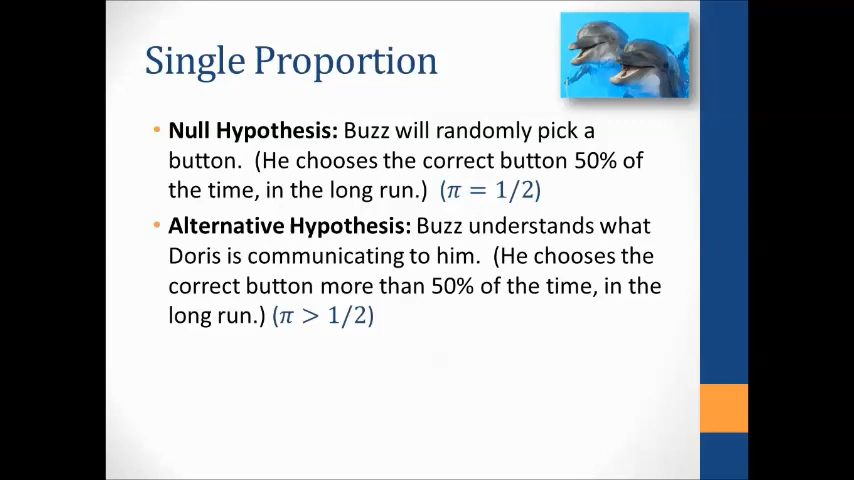 Single Proportion
• Null Hypothesis: Buzz will randomly pick a
button. (He chooses the correct button 50% of
the time, in the long run.) (π = 1/2)
• Alternative Hypothesis: Buzz understands what
Doris is communicating to him. (He chooses the
correct button more than 50% of the time, in the
long run.) (π > 1/2)